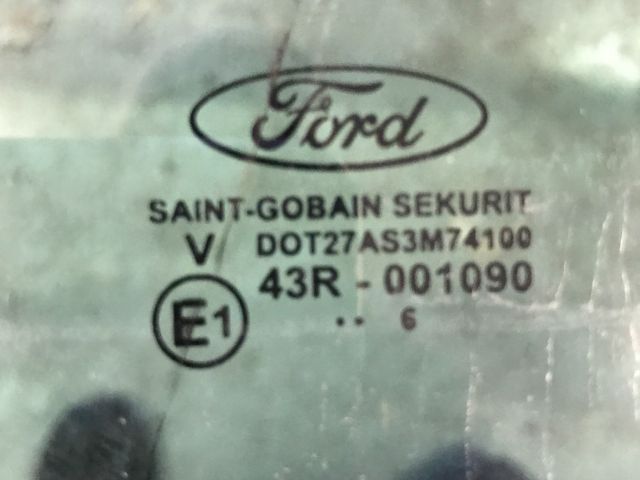 Ford
SAINT-GOBAIN SEKURIT
V DOT27AS3M74100
43R - 001090
E1 .. 6